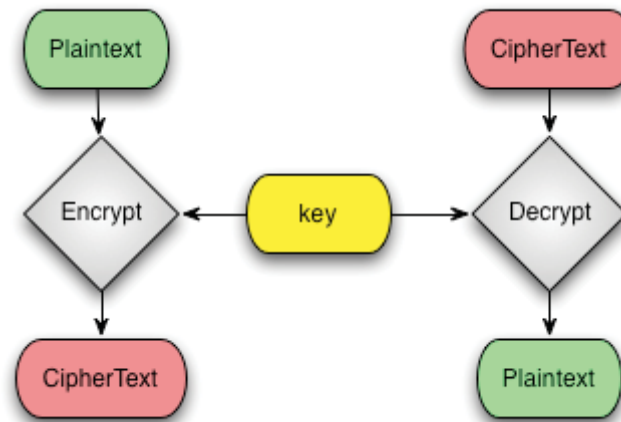 Plaintext
CipherText
Encrypt
key
Decrypt
CipherText
Plaintext